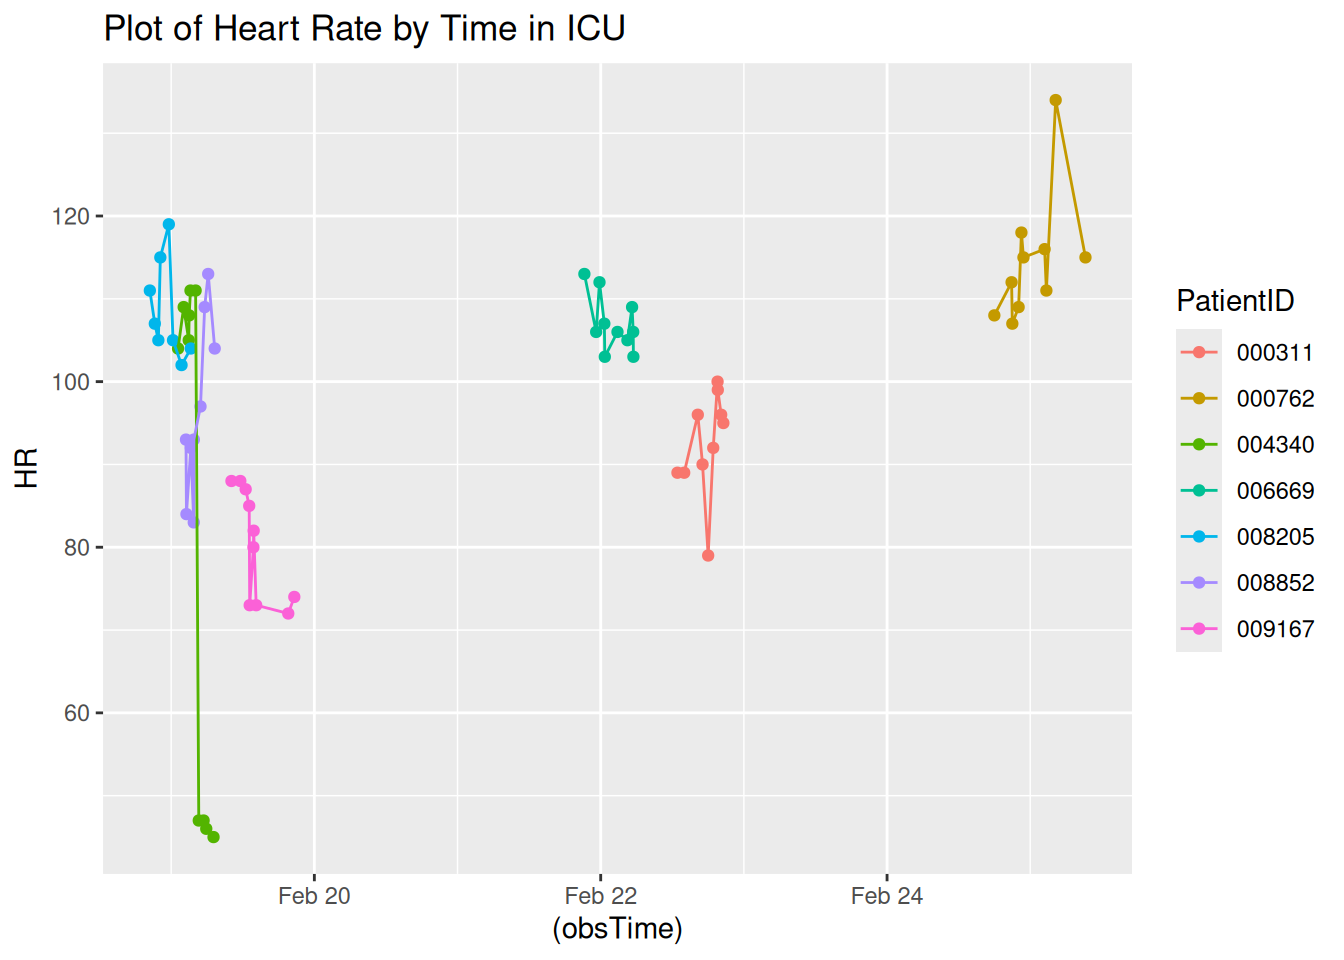 Plot of Heart Rate by Time in ICU
HR
120
100
80
60
Feb 20
Feb 22
Feb 24
(obsTime)
PatientID
000311
000762
004340
006669
008205
008852
009167